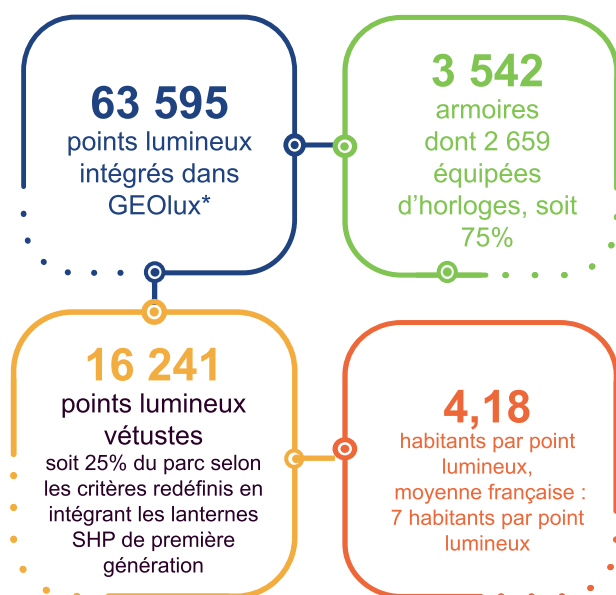 63 595
points lumineux
intégrés dans
GEOlux*
3 542
armoires
dont 2 659
équipées
d’horloges, soit
75%
16 241
points lumineux
vétustes
soit 25% du parc selon
les critères redéfinis en
intégrant les lanternes
SHP de première
génération
4,18
habitants par point
lumineux,
moyenne française :
7 habitants par point
lumineux